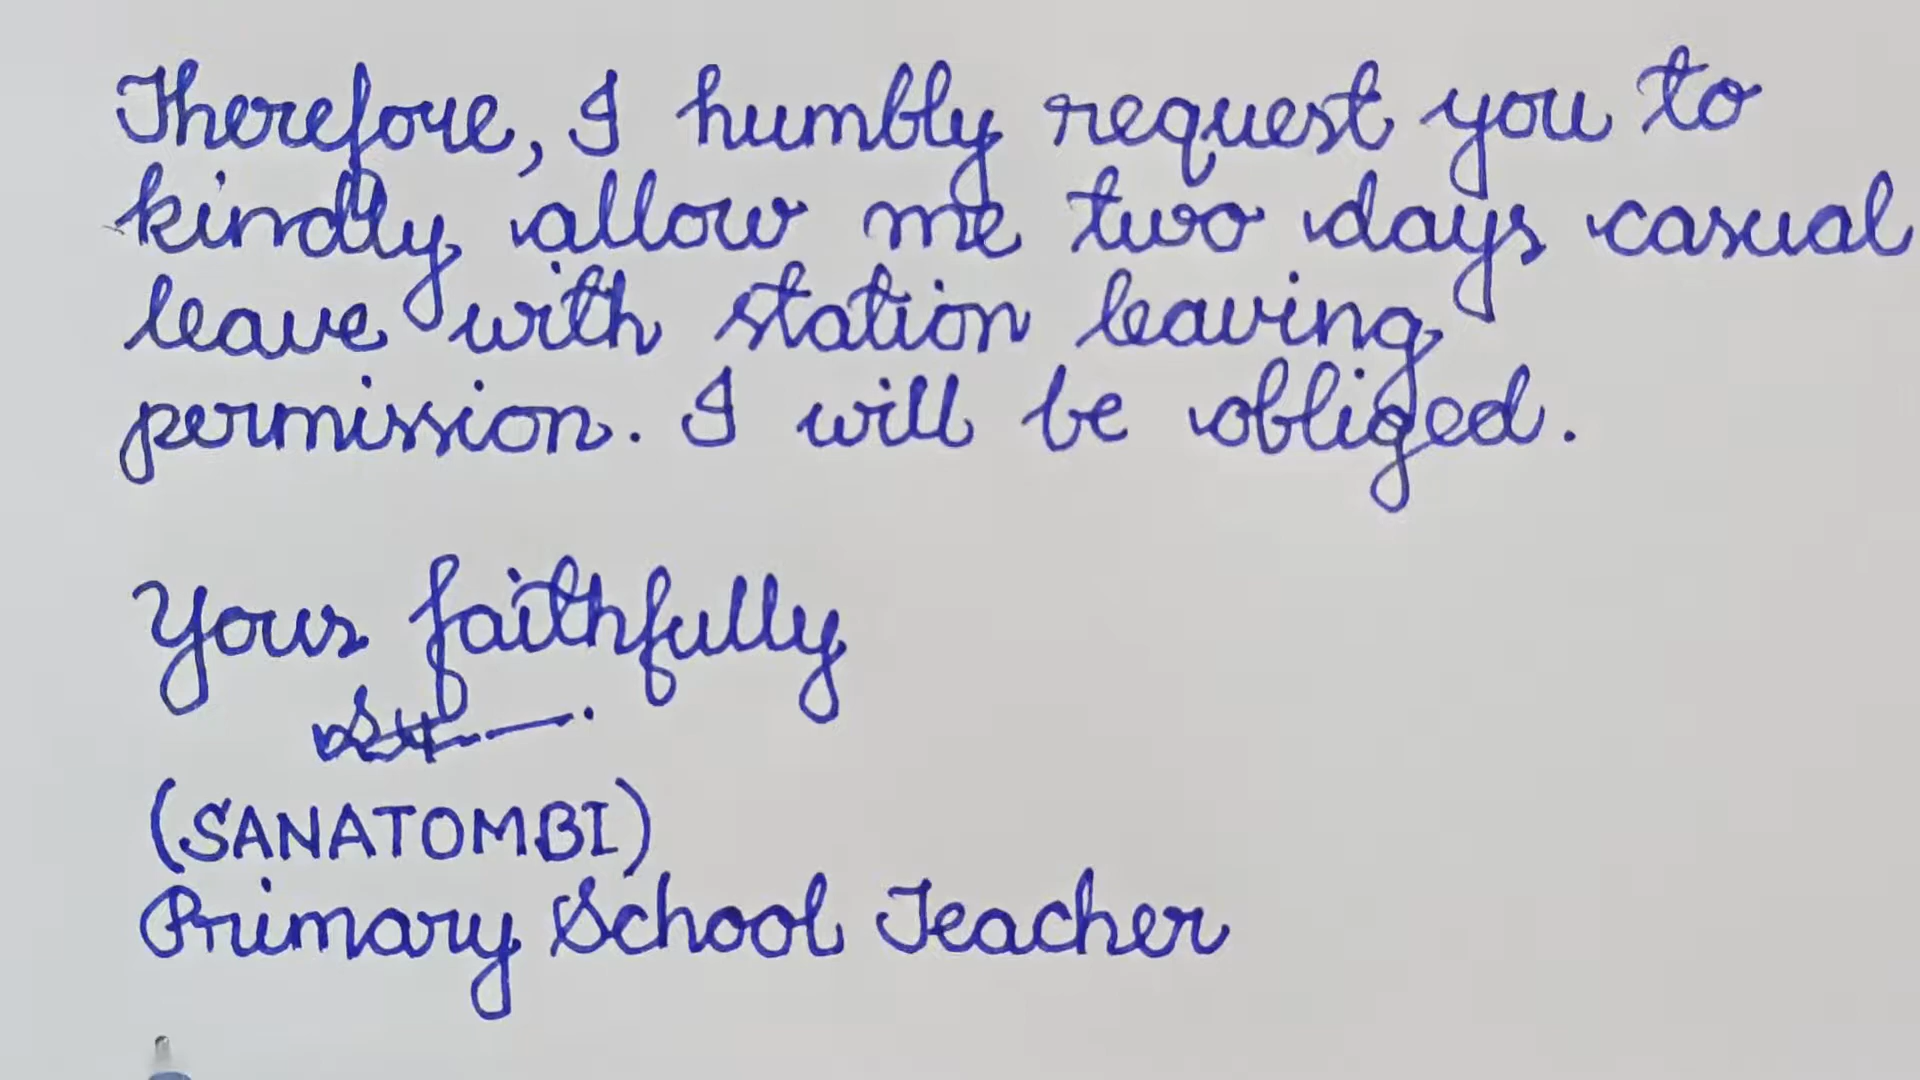 Therefore, I humbly request you to
kindly allow me two days casual
leave with station leaving
permission. I will be obliged.
Yours faithfully
(SANATOMBI)
Primary School Teacher